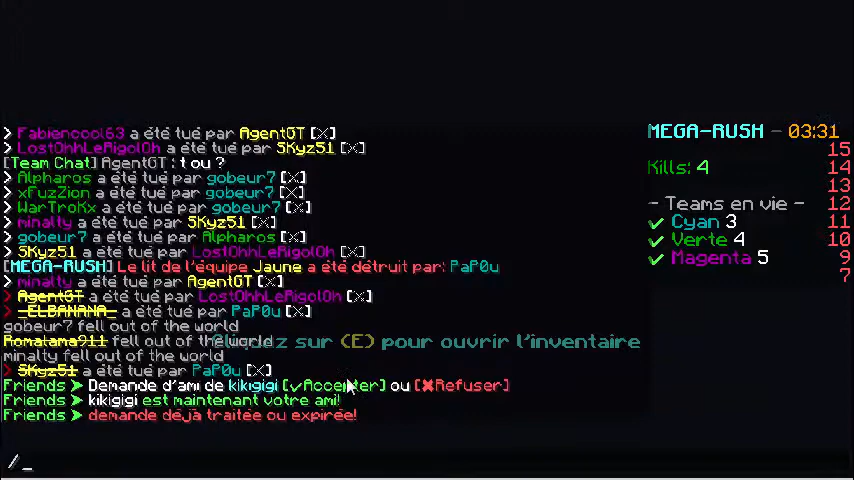 > Fabiencool63 a été tué par AgentGT [⚔]
> LostOhhLeRigolOh a été tué par SKyz51 [⚔]
[Team Chat] AgentGT : t ou ?
> Alpharos a été tué par gobeur7 [⚔]
> xFuzZion a été tué par gobeur7 [⚔]
> WarTroKx a été tué par gobeur7 [⚔]
> minalty a été tué par SKyz51 [⚔]
> gobeur7 a été tué par Alpharos [⚔]
> SKyz51 a été tué par LostOhhLeRigolOh [⚔]
[MEGA-RUSH] Le lit de l'équipe Jaune a été détruit par: PaP0u
> minalty a été tué par AgentGT [⚔]
> AgentGT a été tué par LostOhhLeRigolOh [⚔]
> _ELBANANA_ a été tué par PaP0u [⚔]
gobeur7 fell out of the world
Romalama911 fell out of the world
minalty fell out of the world
> SKyz51 a été tué par PaP0u [⚔]
Friends ➤ Demande d'ami de kikigigi [✔Accepter] ou [✖Refuser]
Friends ➤ kikigigi est maintenant votre ami!
Friends ➤ demande déjà traitée ou expirée!
/_
Cliquez sur (E) pour ouvrir l'inventaire
MEGA-RUSH - 03:31
15
Kills: 4 14
13
- Teams en vie - 12
✔ Cyan 3 11
✔ Verte 4 10
✔ Magenta 5 9
7